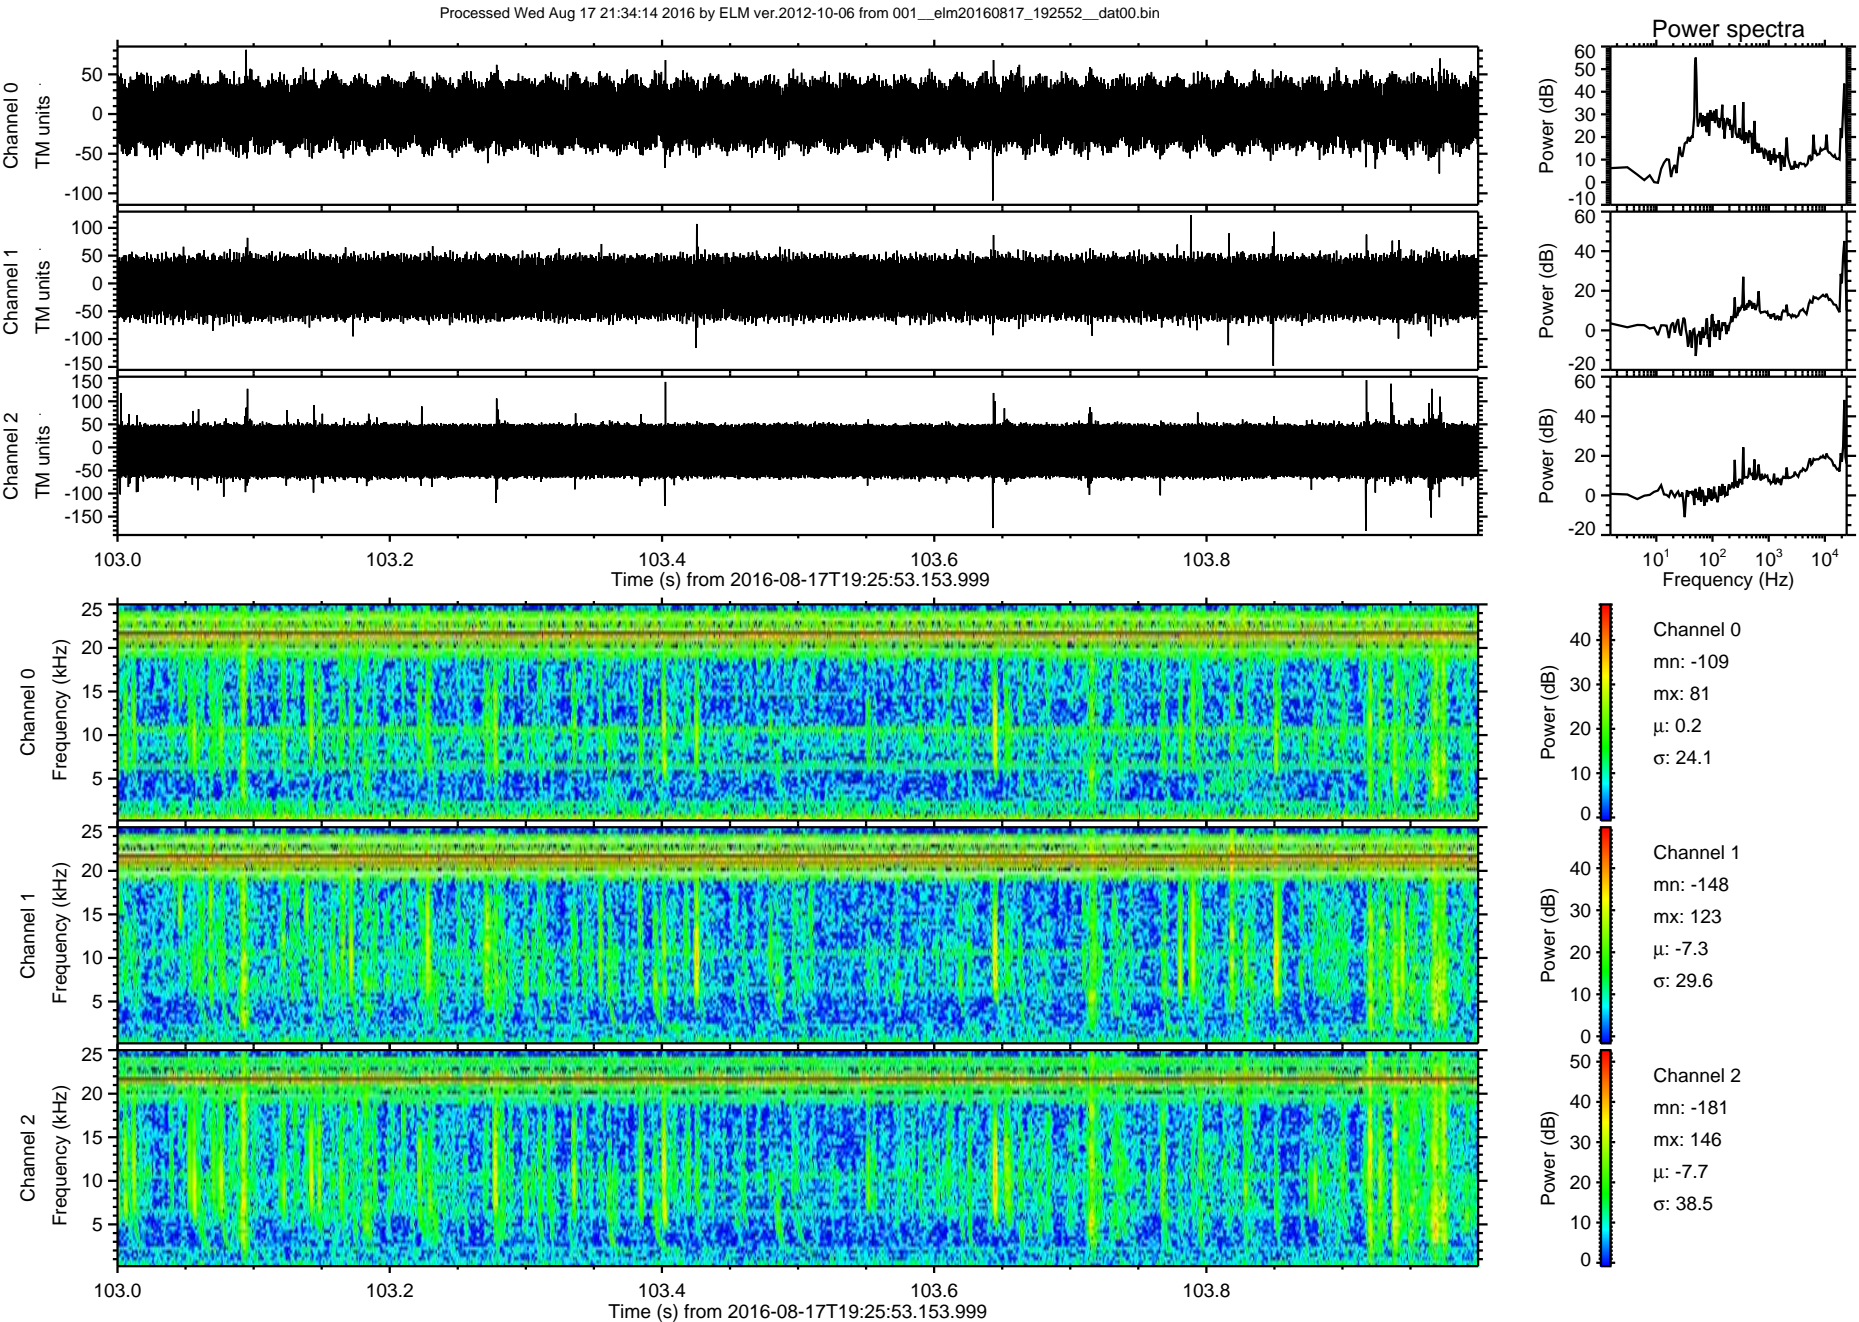 Processed Wed Aug 17 21:34:14 2016 by ELM ver.2012-10-06 from 001__elm20160817_192552__dat00.bin
Power spectra
Channel 0
TM units
50
0
-50
-100
Power (dB)
60
50
40
30
20
10
0
-10
Channel 1
TM units
100
50
0
-50
-100
-150
Power (dB)
60
40
20
0
-20
Channel 2
TM units
150
100
50
0
-50
-100
-150
Power (dB)
60
40
20
0
-20
103.0 103.2 103.4 103.6 103.8
Time (s) from 2016-08-17T19:25:53.153.999
10^1 10^2 10^3 10^4
Frequency (Hz)
Channel 0
Frequency (kHz)
25
20
15
10
5
Power (dB)
40
30
20
10
0
Channel 0
mn: -109
mx: 81
μ: 0.2
σ: 24.1
Channel 1
Frequency (kHz)
25
20
15
10
5
Power (dB)
40
30
20
10
0
Channel 1
mn: -148
mx: 123
μ: -7.3
σ: 29.6
Channel 2
Frequency (kHz)
25
20
15
10
5
Power (dB)
50
40
30
20
10
0
Channel 2
mn: -181
mx: 146
μ: -7.7
σ: 38.5
103.0 103.2 103.4 103.6 103.8
Time (s) from 2016-08-17T19:25:53.153.999